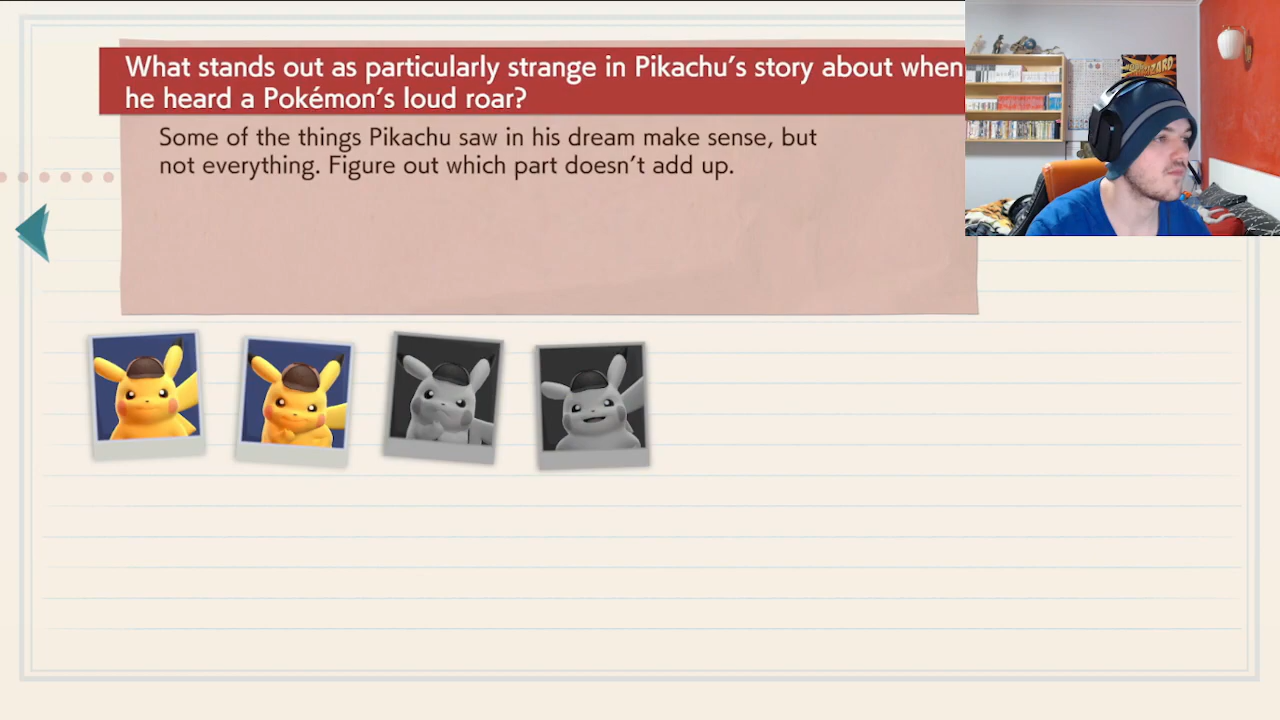 What stands out as particularly strange in Pikachu's story about when
he heard a Pokémon's loud roar?
Some of the things Pikachu saw in his dream make sense, but
not everything. Figure out which part doesn't add up.